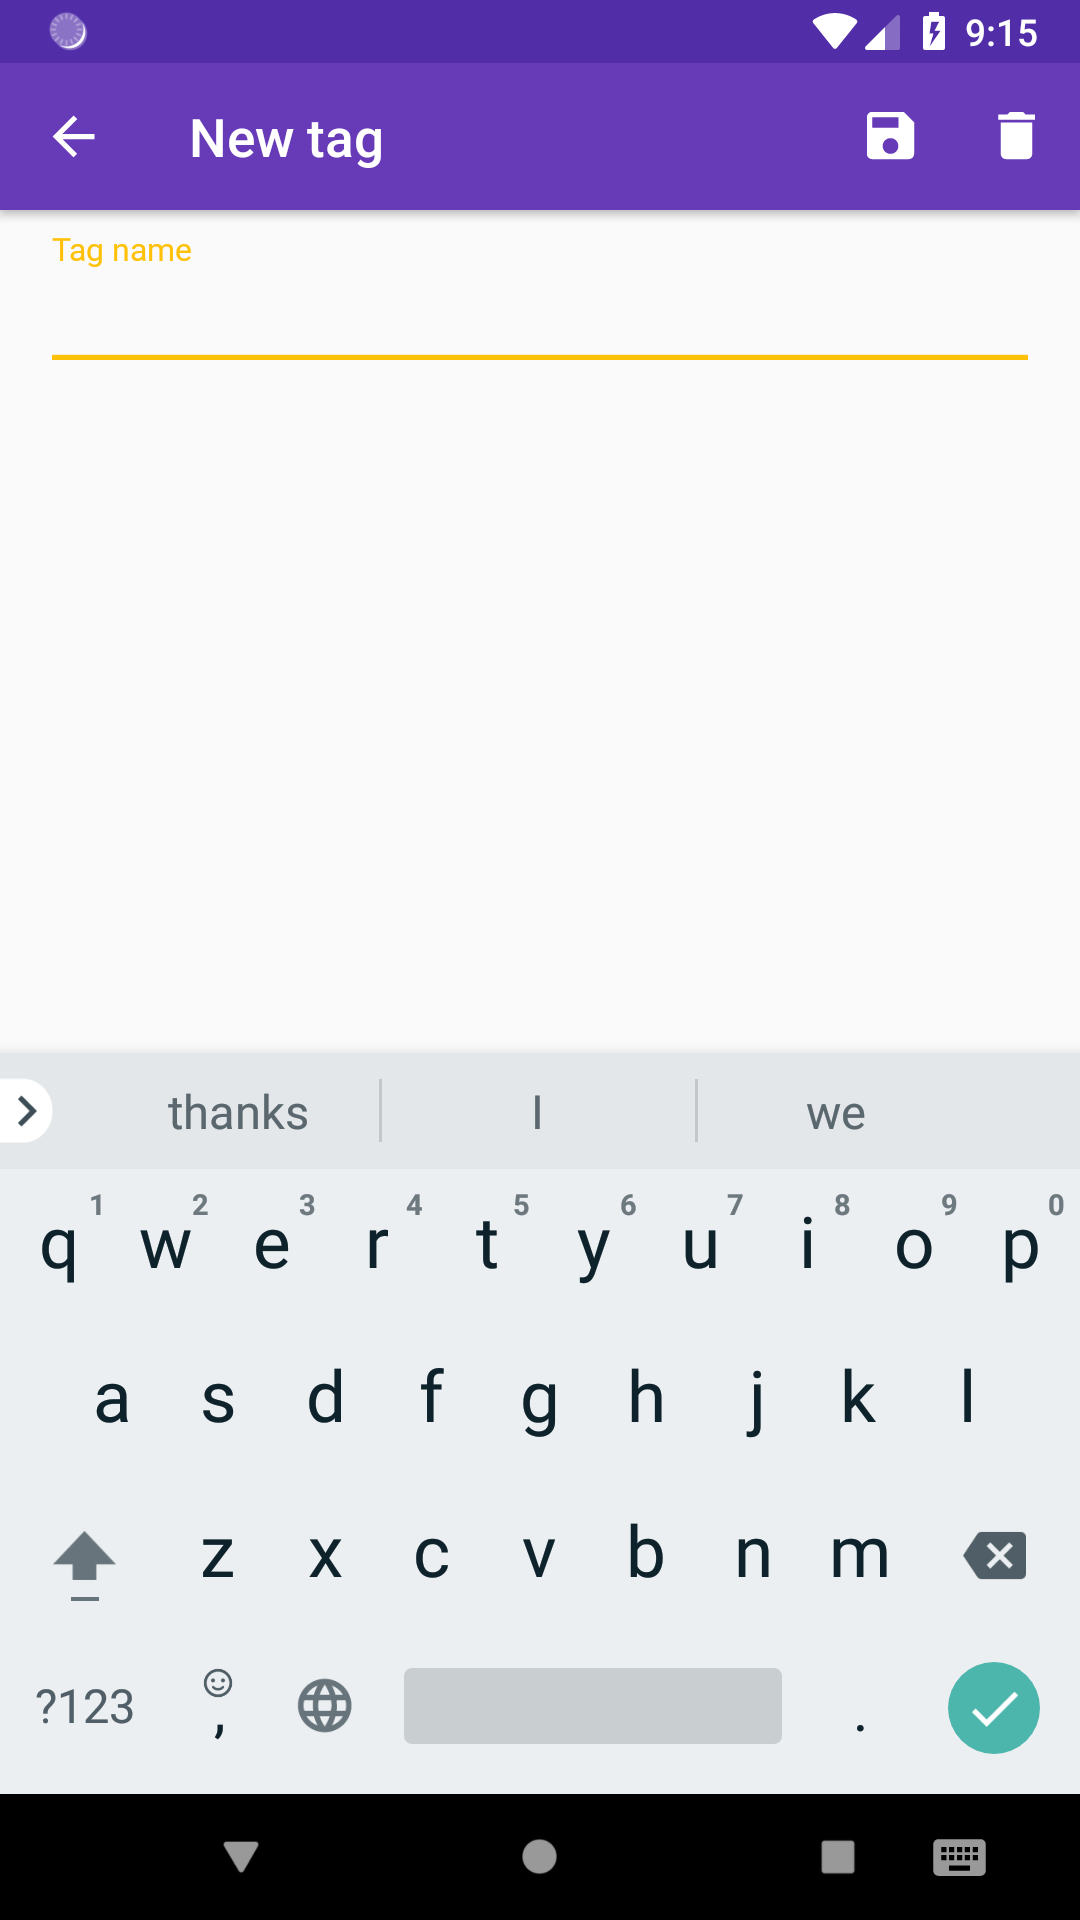 9:15
New tag
Tag name
thanks I we
1 2 3 4 5 6 7 8 9 0
q w e r t y u i o p
a s d f g h j k l
z x c v b n m
?123 , .